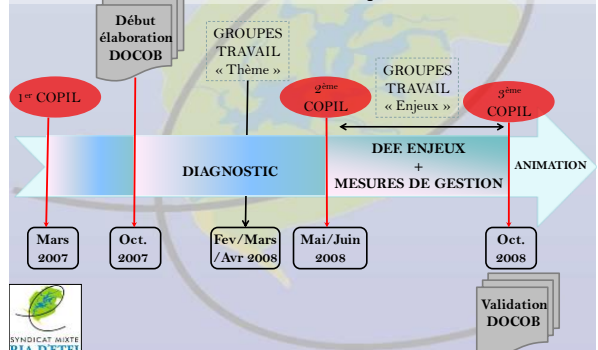 Début
élaboration
DOCOB
GROUPES
TRAVAIL
« Thème »
GROUPES
TRAVAIL
« Enjeux »
1er COPIL
2ème
COPIL
3ème
COPIL
DIAGNOSTIC
DEF. ENJEUX
+
MESURES DE GESTION
ANIMATION
Mars
2007
Oct.
2007
Fev/Mars
/Avr 2008
Mai/Juin
2008
Oct.
2008
Validation
DOCOB
SYNDICAT MIXTE
RIA D'ETEL